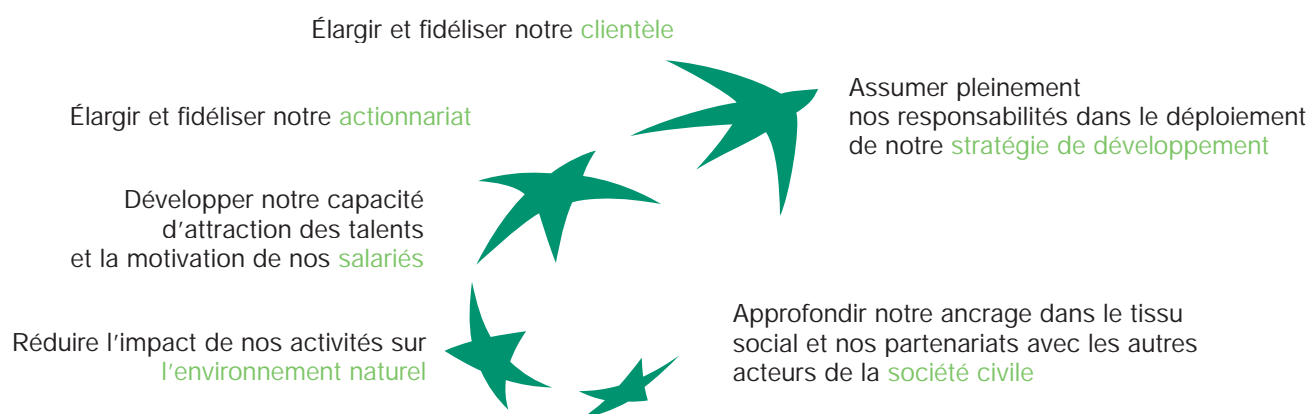 Élargir et fidéliser notre clientèle
Élargir et fidéliser notre actionnariat
Assumer pleinement
nos responsabilités dans le déploiement
de notre stratégie de développement
Développer notre capacité
d'attraction des talents
et la motivation de nos salariés
Réduire l'impact de nos activités sur
l'environnement naturel
Approfondir notre ancrage dans le tissu
social et nos partenariats avec les autres
acteurs de la société civile